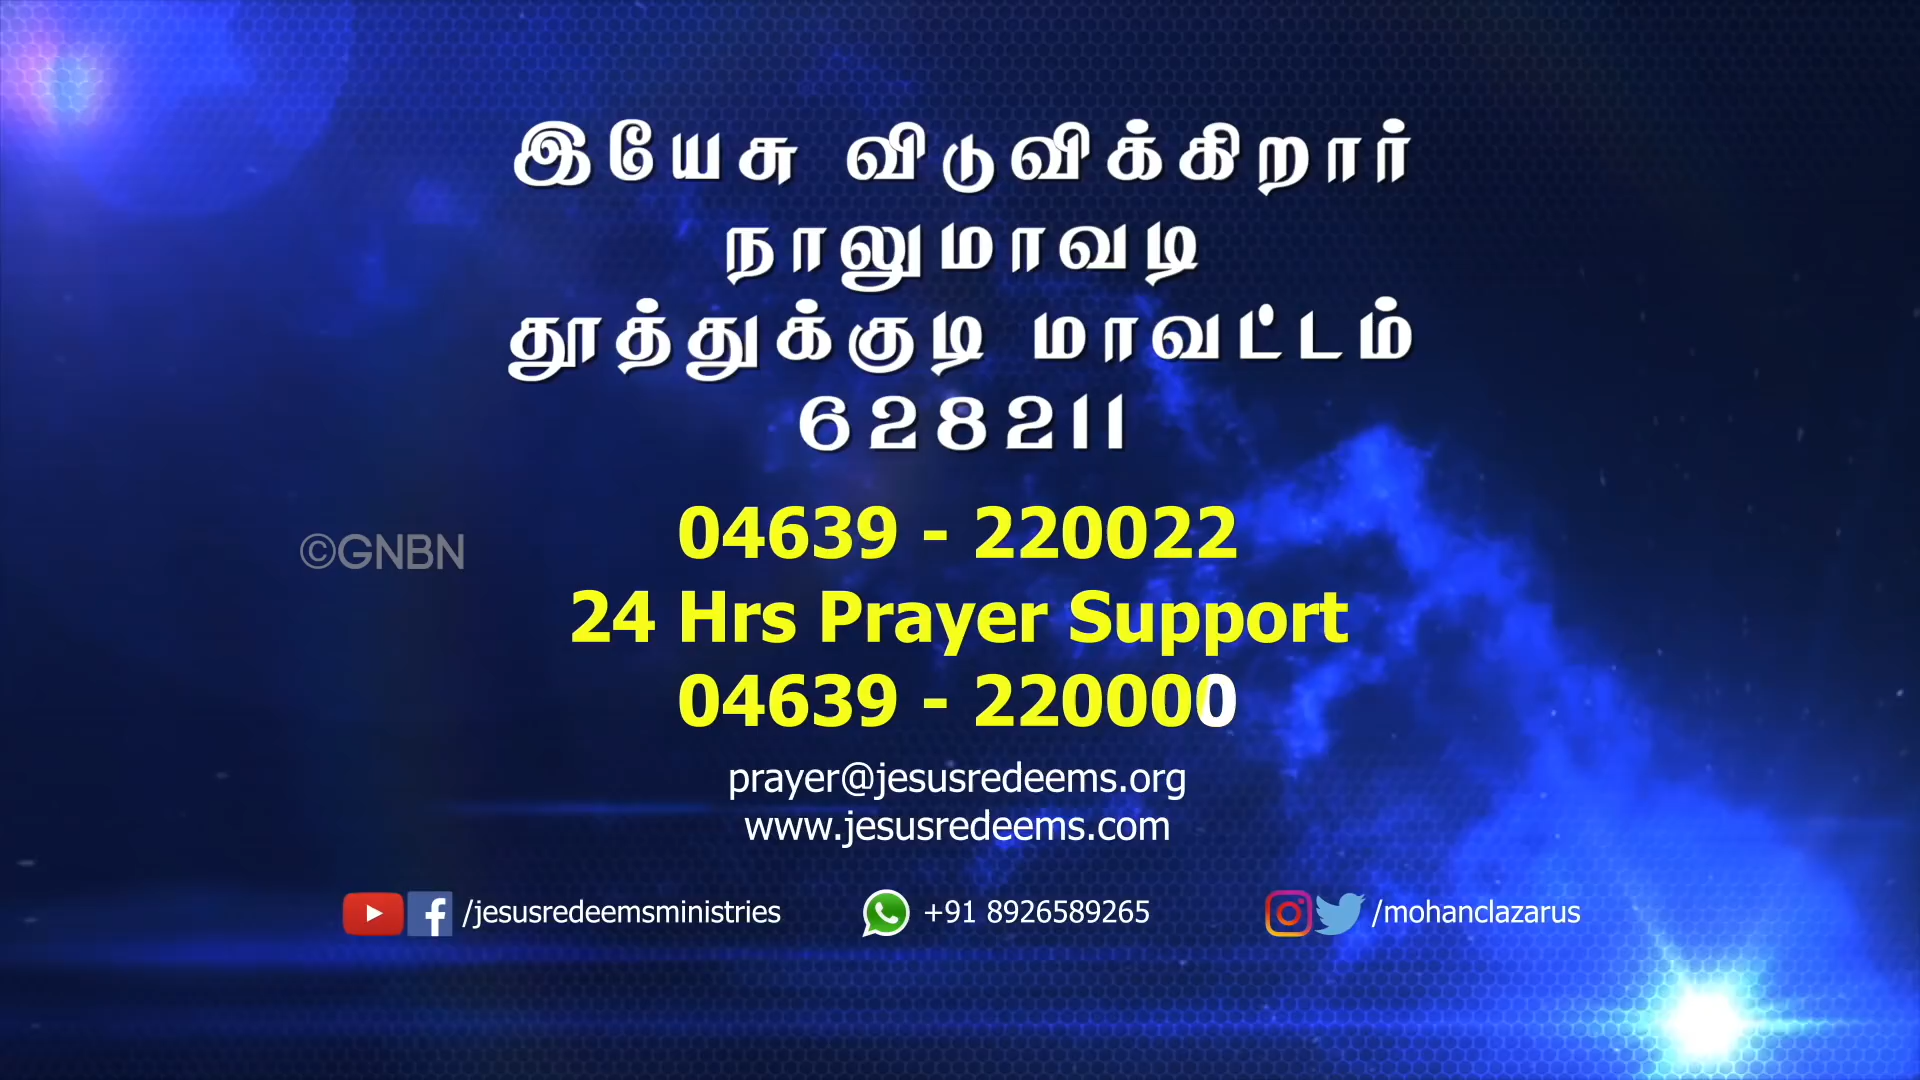 இயேசு விடுவிக்கிறார்
நாலுமாவடி
தூத்துக்குடி மாவட்டம்
628211
04639 - 220022
©GNBN
24 Hrs Prayer Support
04639 - 220000
prayer@jesusredeems.org
www.jesusredeems.com
/jesusredeemsministries
+91 8926589265
/mohanclazarus